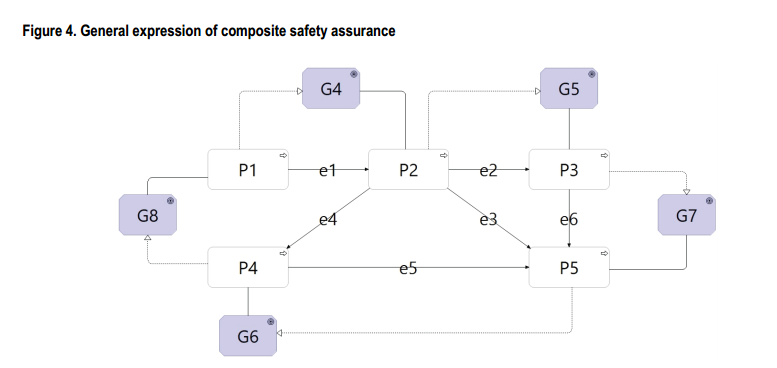 Figure 4. General expression of composite safety assurance
G4
G5
P1
e1
P2
e2
P3
G8
e4
e3
e6
G7
P4
e5
P5
G6